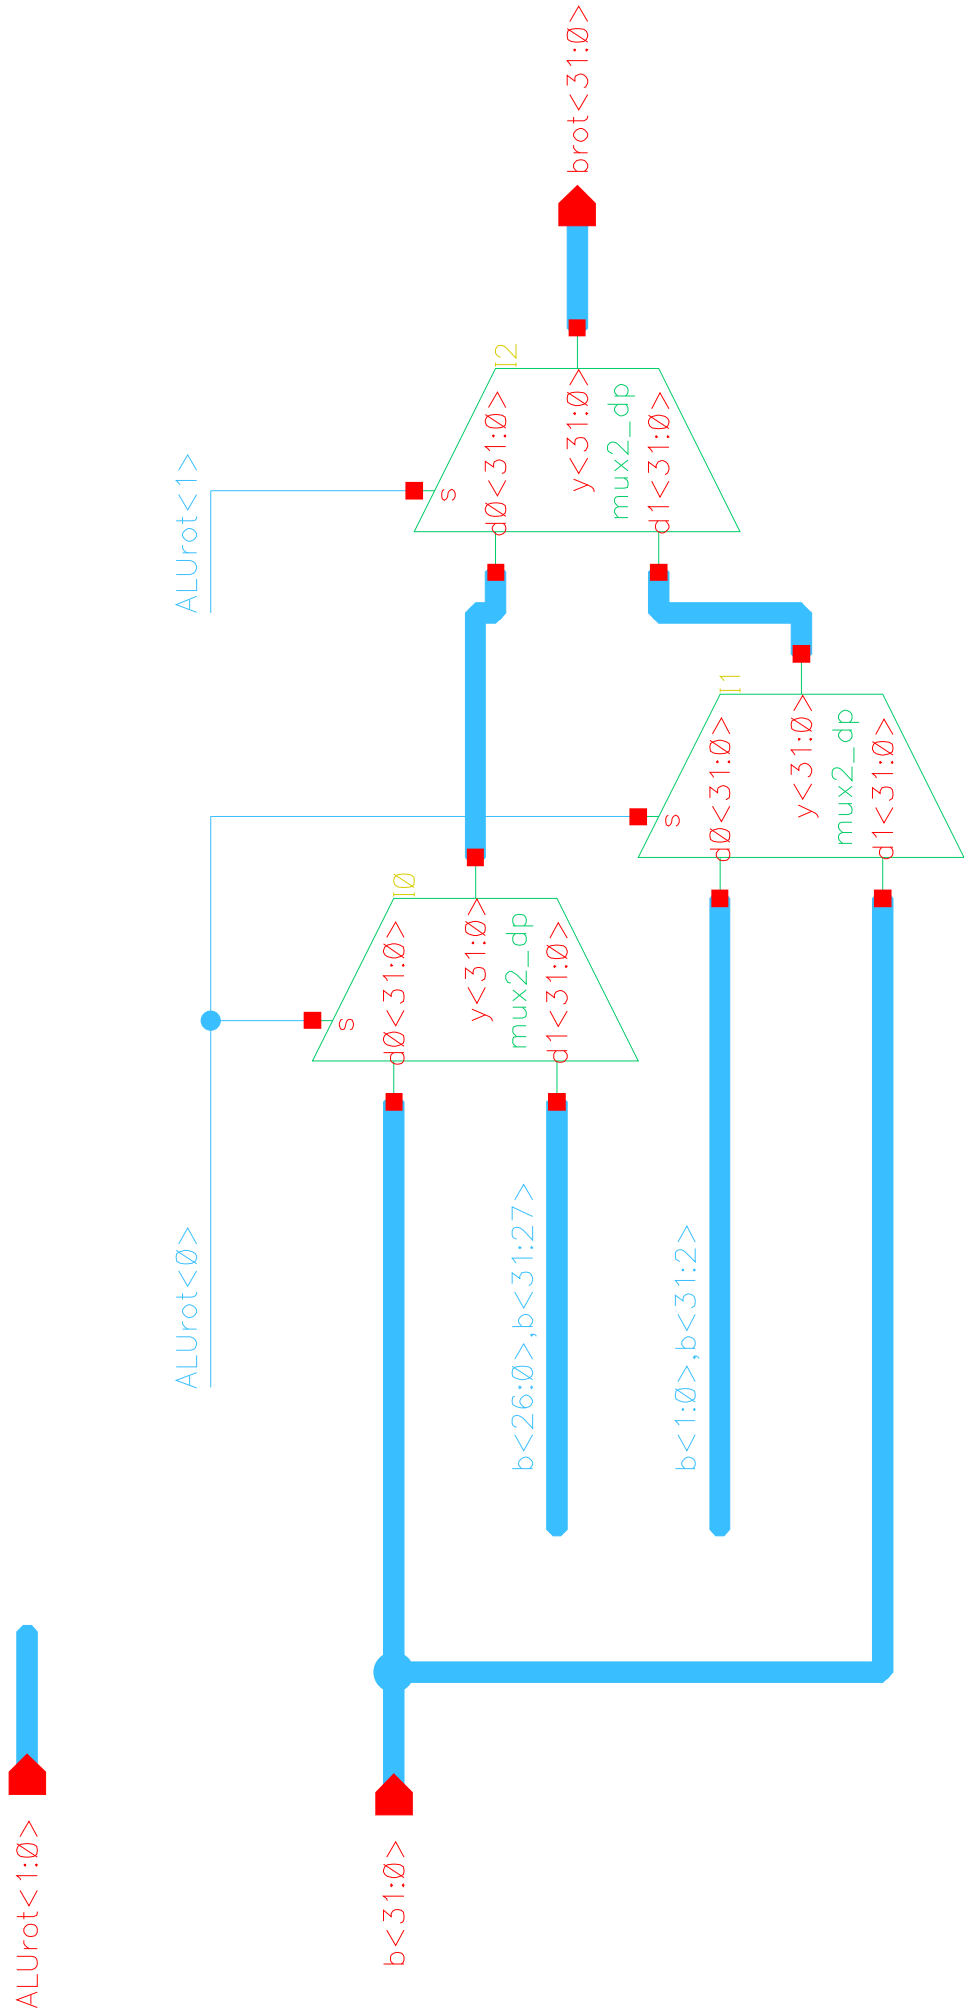 ALUrot<1:0>
b<31:0>
ALUrot<0>
b<26:0>,b<31:27>
b<1:0>,b<31:2>
I0
s
d0<31:0>
y<31:0>
mux2_dp
d1<31:0>
I1
s
d0<31:0>
y<31:0>
mux2_dp
d1<31:0>
ALUrot<1>
I2
s
d0<31:0>
y<31:0>
mux2_dp
d1<31:0>
brot<31:0>